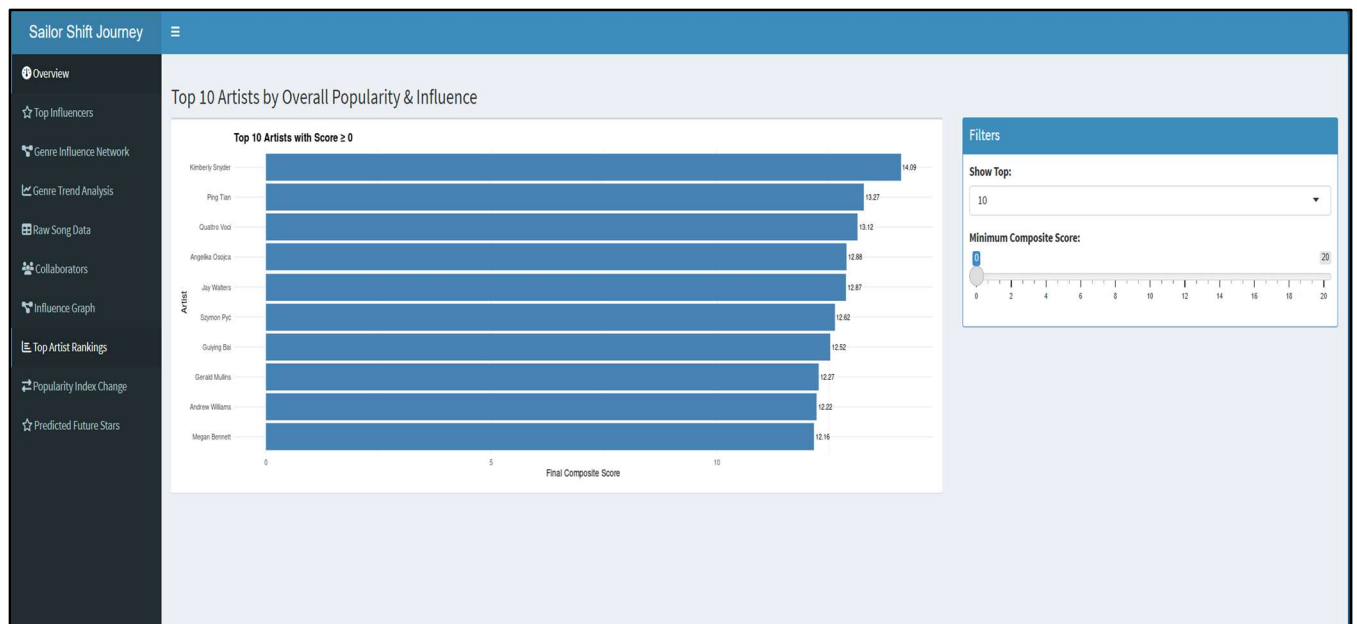 Sailor Shift Journey
Overview
Top Influencers
Genre Influence Network
Genre Trend Analysis
Raw Song Data
Collaborators
Influence Graph
Top Artist Rankings
Popularity Index Change
Predicted Future Stars
Top 10 Artists by Overall Popularity & Influence
Top 10 Artists with Score ≥ 0
Artist
Kimberly Snyder 14.09
Ping Tian 13.27
Quattro Voci 13.12
Angelika Osojca 12.88
Jay Walters 12.87
Szymon Pyc 12.62
Guiying Bai 12.52
Gerald Mullins 12.27
Andrew Williams 12.22
Megan Bennett 12.16
0 5 10
Final Composite Score
Filters
Show Top:
10
Minimum Composite Score:
0 20
0 2 4 6 8 10 12 14 16 18 20